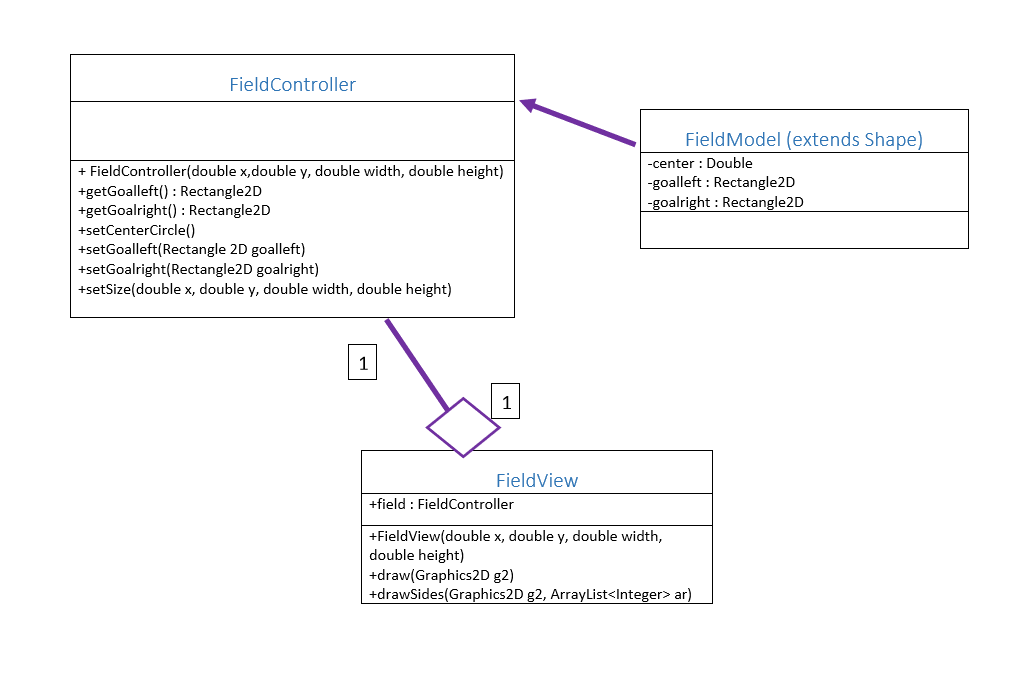 FieldController
+ FieldController(double x,double y, double width, double height)
+getGoalleft() : Rectangle2D
+getGoalright() : Rectangle2D
+setCenterCircle()
+setGoalleft(Rectangle 2D goalleft)
+setGoalright(Rectangle2D goalright)
+setSize(double x, double y, double width, double height)
FieldModel (extends Shape)
-center : Double
-goalleft : Rectangle2D
-goalright : Rectangle2D
1
1
FieldView
+field : FieldController
+FieldView(double x, double y, double width,
double height)
+draw(Graphics2D g2)
+drawSides(Graphics2D g2, ArrayList<Integer> ar)